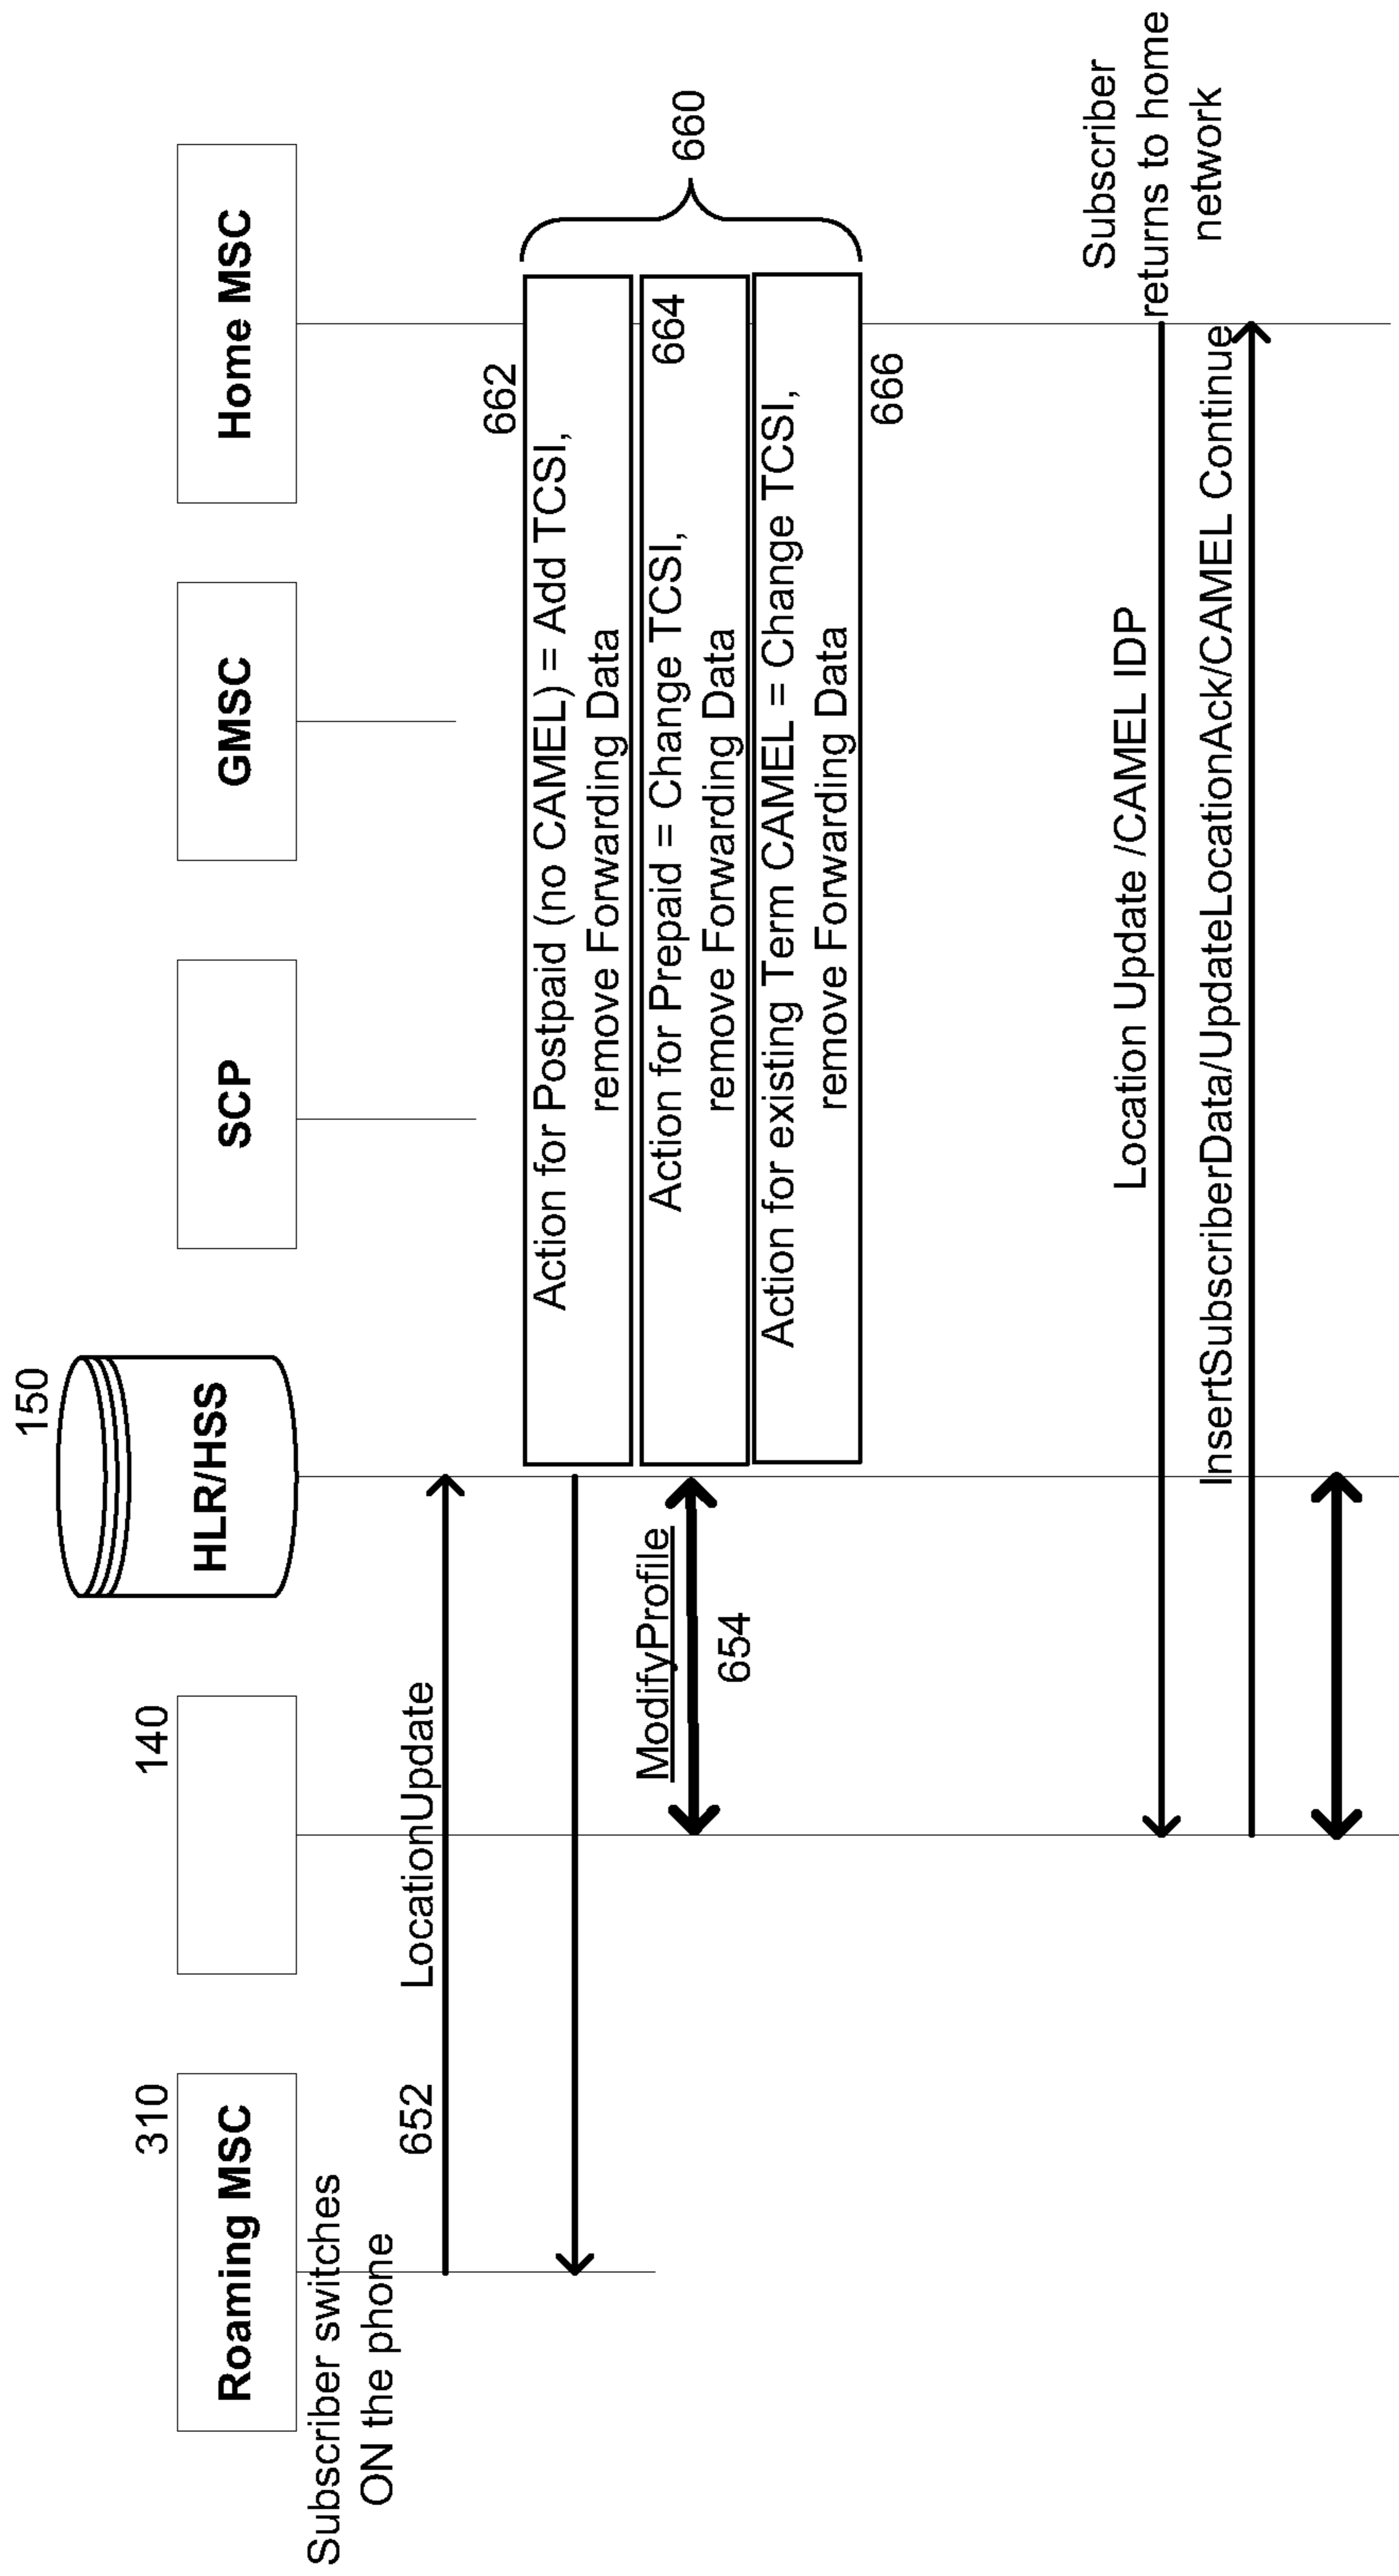 310
140
150
Roaming MSC
HLR/HSS
SCP
GMSC
Home MSC
Subscriber switches
ON the phone
652
LocationUpdate
662
Action for Postpaid (no CAMEL) = Add TCSI,
remove Forwarding Data
ModifyProfile
654
Action for Prepaid = Change TCSI,
664
remove Forwarding Data
660
Action for existing Term CAMEL = Change TCSI,
remove Forward Data
666
Location Update /CAMEL IDP
Subscriber
returns to home
network
InsertSubscriberData/UpdateLocationAck/CAMEL Continue